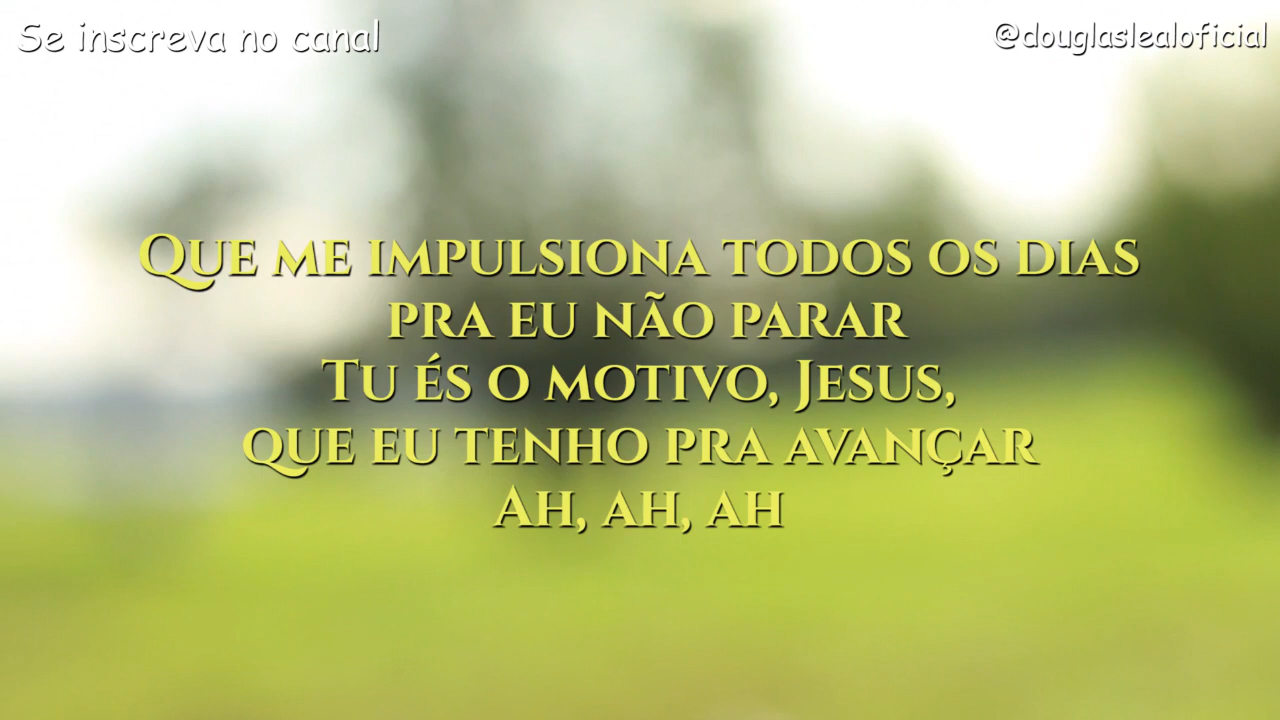 Se inscreva no canal
@douglaslealoficial
Que me impulsiona todos os dias
pra eu não parar
Tu és o motivo, Jesus,
que eu tenho pra avançar
Ah, ah, ah